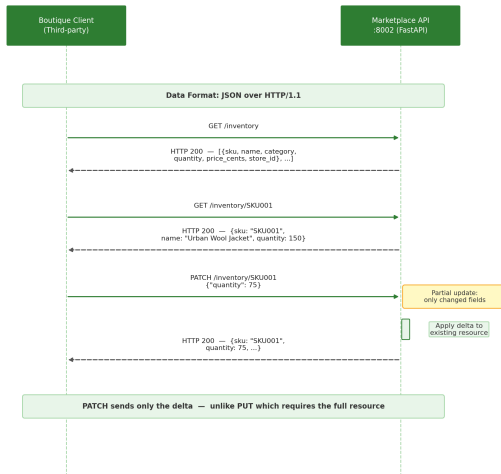 Boutique Client
(Third-party)
Marketplace API
:8002 (FastAPI)
Data Format: JSON over HTTP/1.1
GET /inventory
HTTP 200  —  [{sku, name, category,
quantity, price_cents, store_id}, ...]
GET /inventory/SKU001
HTTP 200  —  {sku: "SKU001",
name: "Urban Wool Jacket", quantity: 150}
PATCH /inventory/SKU001
{"quantity": 75}
Partial update:
only changed fields
Apply delta to
existing resource
HTTP 200  —  {sku: "SKU001",
quantity: 75, ...}
PATCH sends only the delta  —  unlike PUT which requires the full resource